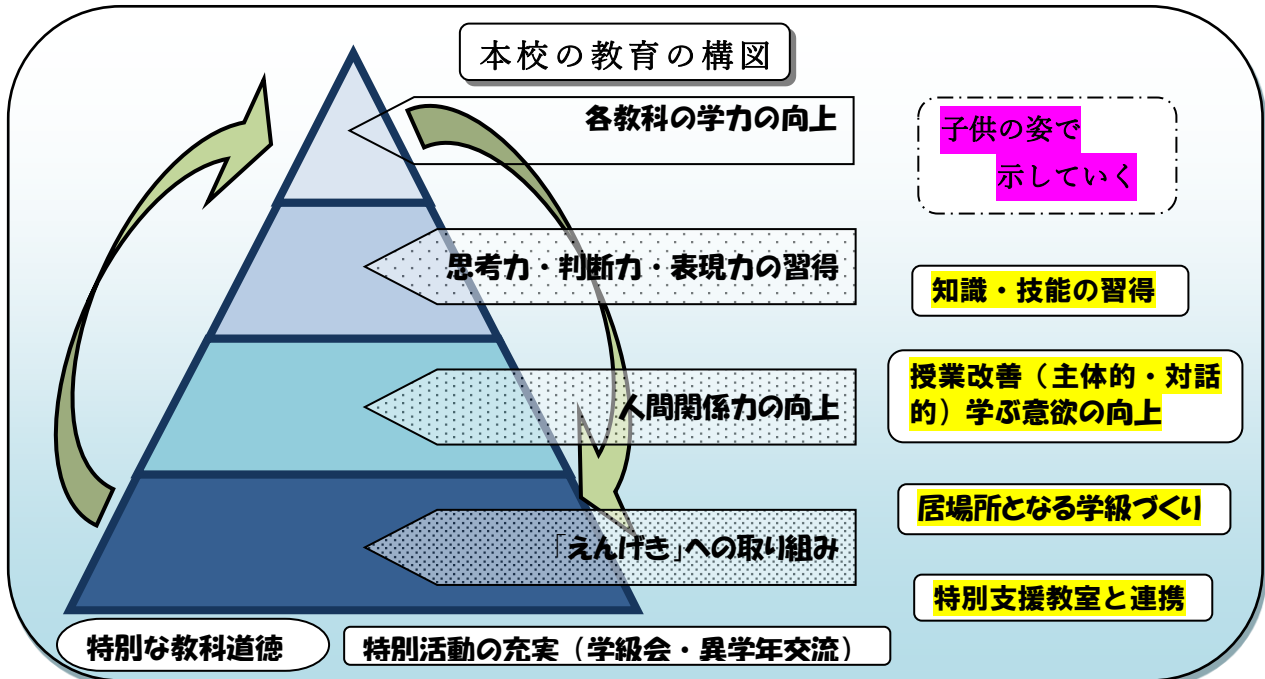 本校の教育の構図
各教科の学力の向上
子供の姿で
示していく
思考力・判断力・表現力の習得
知識・技能の習得
授業改善（主体的・対話
的）学ぶ意欲の向上
人間関係力の向上
居場所となる学級づくり
「えんげき」への取り組み
特別支援教室と連携
特別な教科道徳
特別活動の充実（学級会・異学年交流）